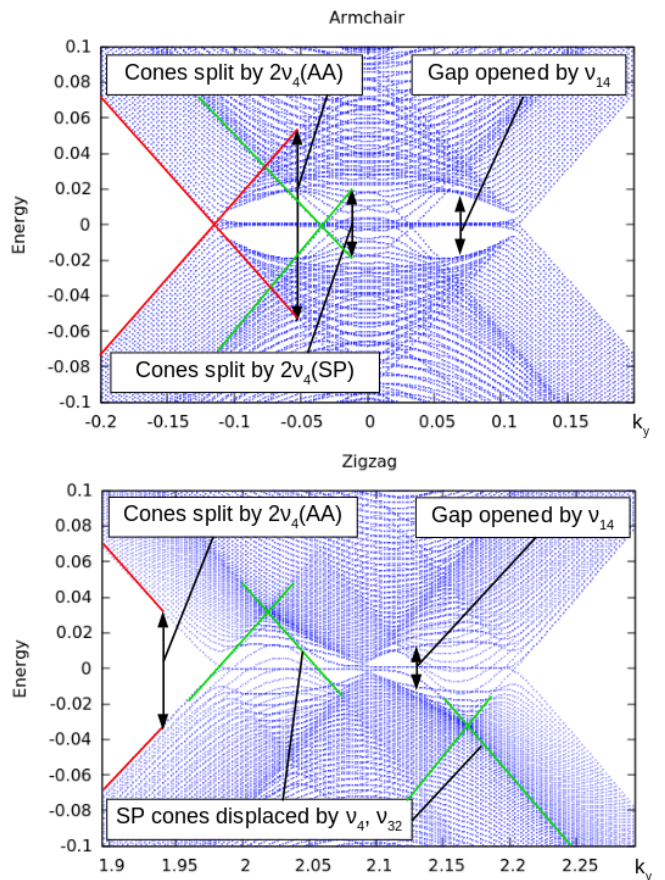 Armchair
0.1
Cones split by 2ν₄(AA)
Gap opened by ν₁₄
0.08
0.06
0.04
0.02
Energy
0
-0.02
-0.04
-0.06
Cones split by 2ν₄(SP)
-0.08
-0.1
-0.2 -0.15 -0.1 -0.05 0 0.05 0.1 0.15 k_y
Zigzag
0.1
Cones split by 2ν₄(AA)
Gap opened by ν₁₄
0.08
0.06
0.04
0.02
Energy
0
-0.02
-0.04
-0.06
SP cones displaced by ν₄, ν₃₂
-0.08
-0.1
1.9 1.95 2 2.05 2.1 2.15 2.2 2.25 k_y